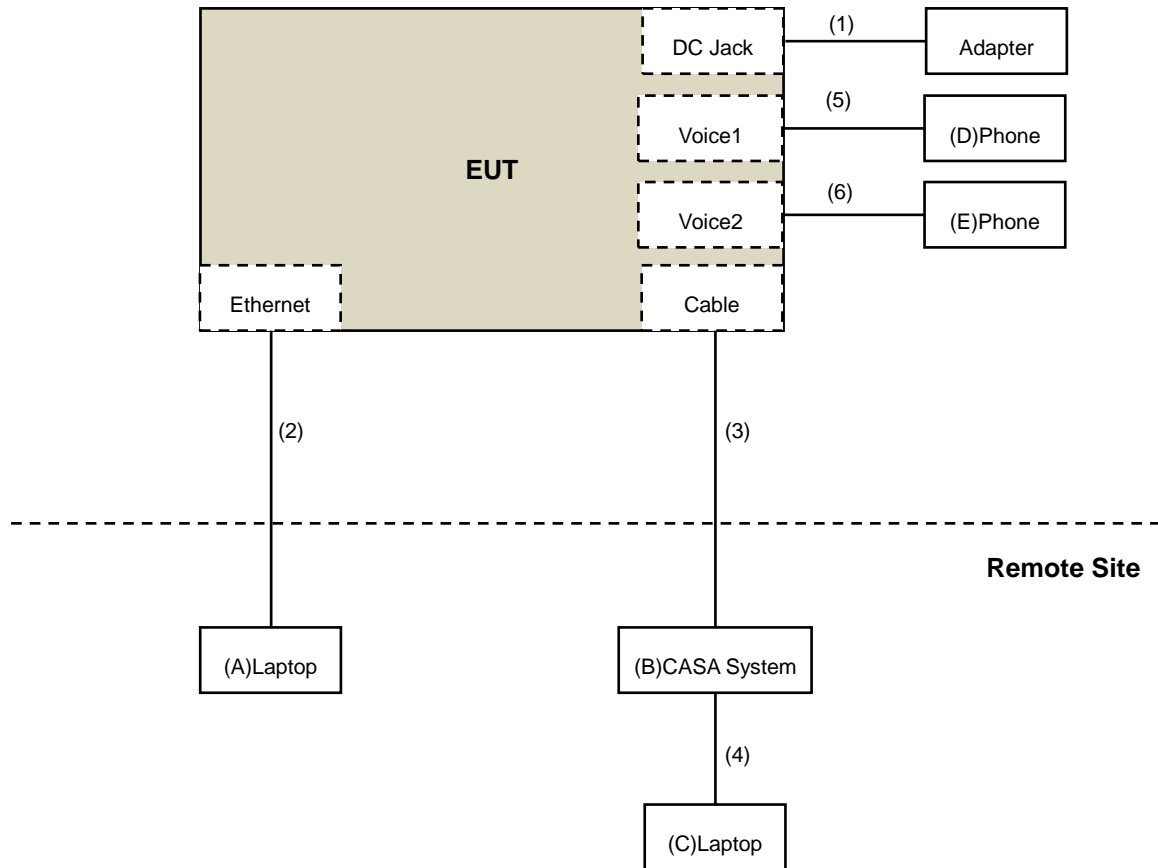 DC Jack
(1)
Adapter
Voice1
(5)
(D)Phone
EUT
Voice2
(6)
(E)Phone
Ethernet
Cable
(2)
(3)
Remote Site
(A)Laptop
(B)CASA System
(4)
(C)Laptop